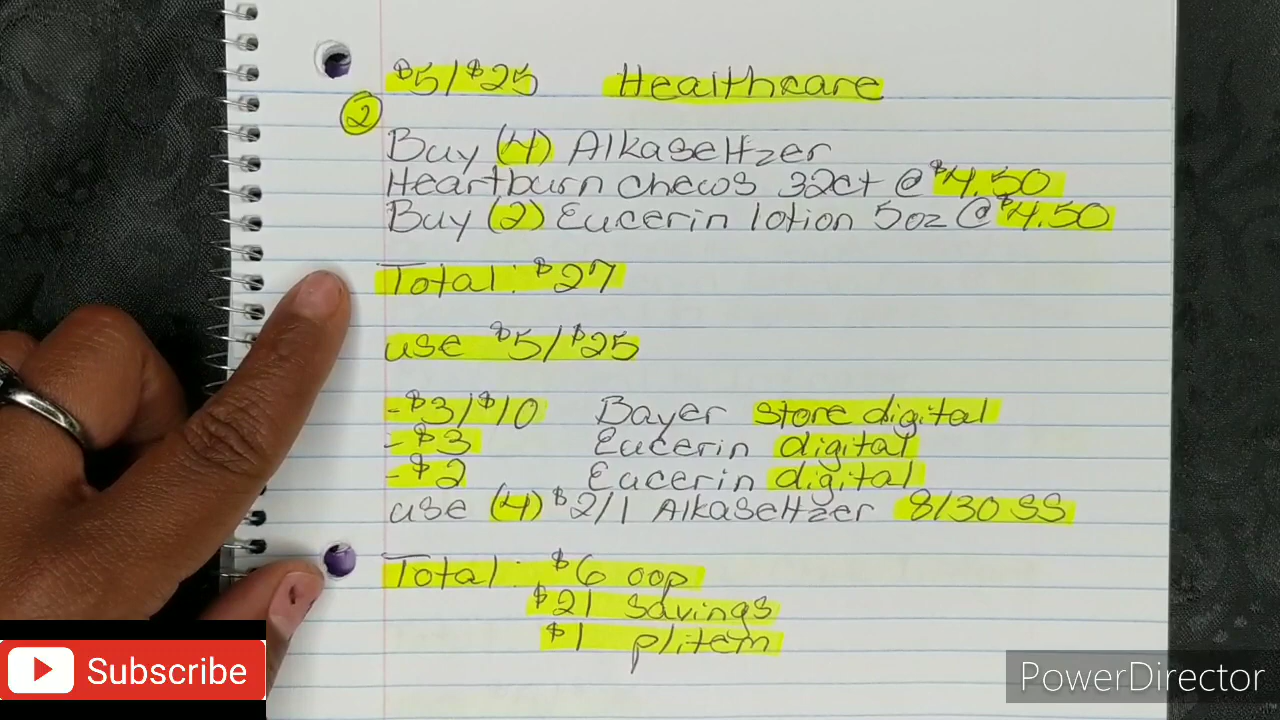 $5/$25 Healthcare
2
Buy (4) Alkaseltzer
Heartburn chews 32ct @ $4.50
Buy (2) Eucerin lotion 5oz @ $4.50
Total: $27
use $5/$25
-$3/$10 Bayer store digital
-$3 Eucerin digital
-$2 Eucerin digital
use (4) $2/1 Alkaseltzer 8/30 SS
Total: $6 oop
$21 savings
$1 p/item
Subscribe
PowerDirector